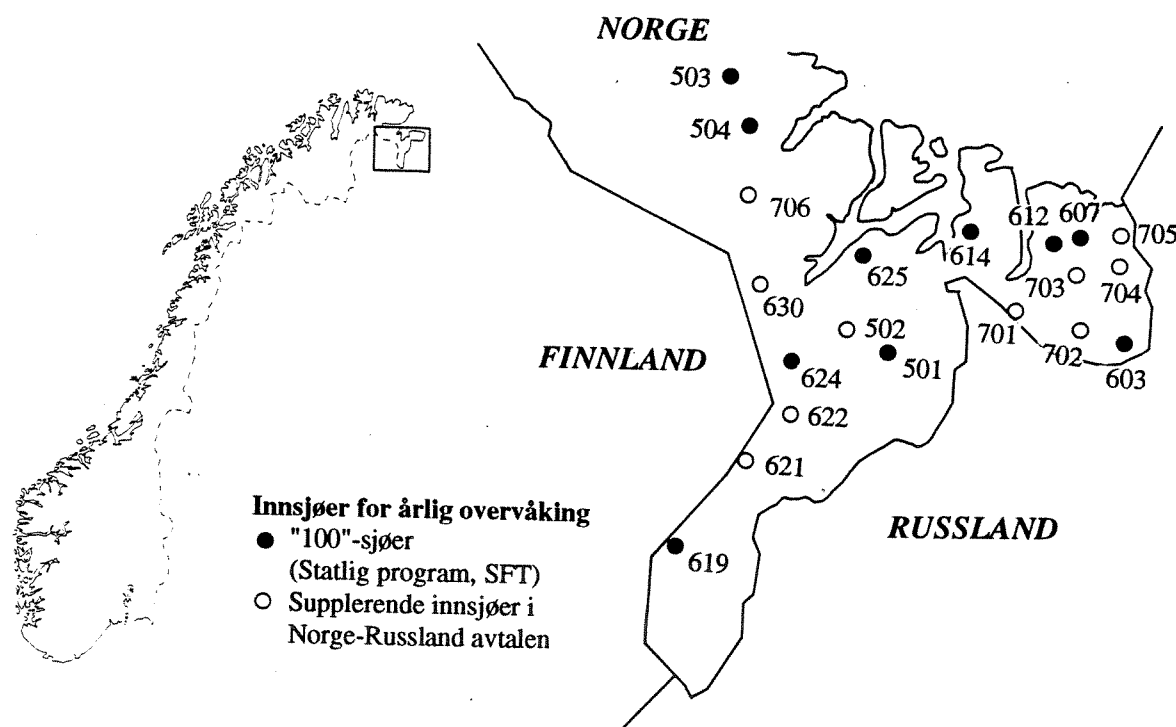 NORGE
503
504
706
612
607
705
614
625
703
704
630
701
502
702
FINNLAND
501
603
624
622
621
Innsjøer for årlig overvåking
"100"-sjøer
(Statlig program, SFT)
Supplerende innsjøer i
Norge-Russland avtalen
RUSSLAND
619